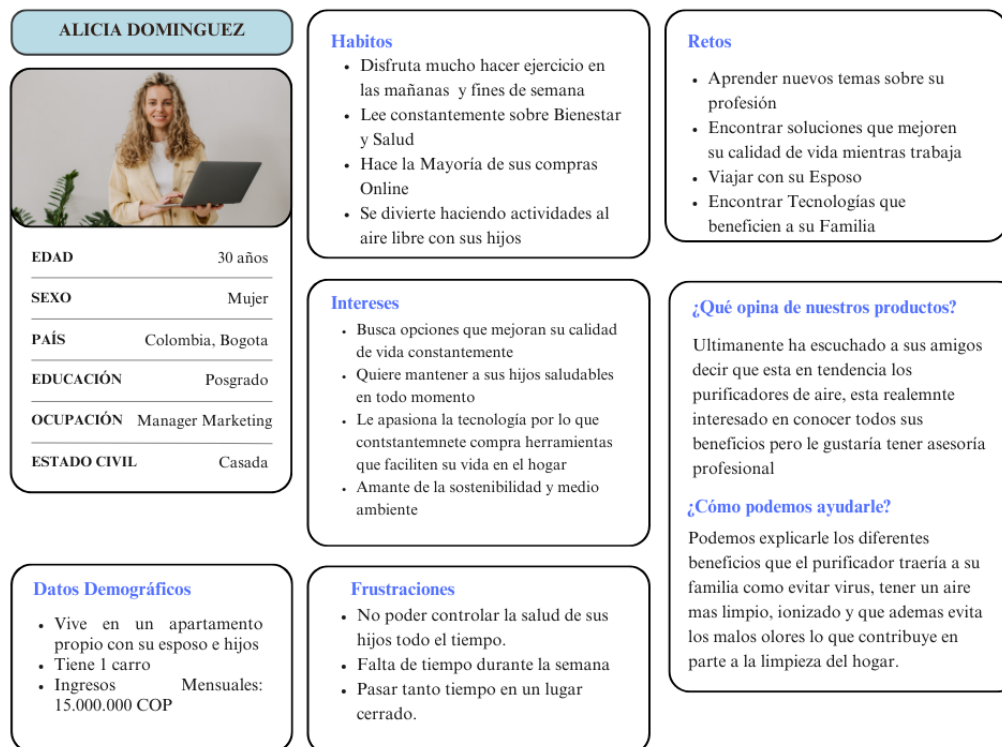 ALICIA DOMINGUEZ
EDAD 30 años
SEXO Mujer
PAÍS Colombia, Bogota
EDUCACIÓN Posgrado
OCUPACIÓN Manager Marketing
ESTADO CIVIL Casada
Datos Demográficos
• Vive en un apartamento
propio con su esposo e hijos
• Tiene 1 carro
• Ingresos Mensuales:
15.000.000 COP
Habitos
• Disfruta mucho hacer ejercicio en
las mañanas y fines de semana
• Lee constantemente sobre Bienestar
y Salud
• Hace la Mayoría de sus compras
Online
• Se divierte haciendo actividades al
aire libre con sus hijos
Intereses
• Busca opciones que mejoran su calidad
de vida constantemente
• Quiere mantener a sus hijos saludables
en todo momento
• Le apasiona la tecnología por lo que
contstantemnete compra herramientas
que faciliten su vida en el hogar
• Amante de la sostenibilidad y medio
ambiente
Frustraciones
• No poder controlar la salud de sus
hijos todo el tiempo.
• Falta de tiempo durante la semana
• Pasar tanto tiempo en un lugar
cerrado.
Retos
• Aprender nuevos temas sobre su
profesión
• Encontrar soluciones que mejoren
su calidad de vida mientras trabaja
• Viajar con su Esposo
• Encontrar Tecnologías que
beneficien a su Familia
¿Qué opina de nuestros productos?
Ultimanente ha escuchado a sus amigos
decir que esta en tendencia los
purificadores de aire, esta realemnte
interesado en conocer todos sus
beneficios pero le gustaría tener asesoría
profesional
¿Cómo podemos ayudarle?
Podemos explicarle los diferentes
beneficios que el purificador traería a su
familia como evitar virus, tener un aire
mas limpio, ionizado y que ademas evita
los malos olores lo que contribuye en
parte a la limpieza del hogar.